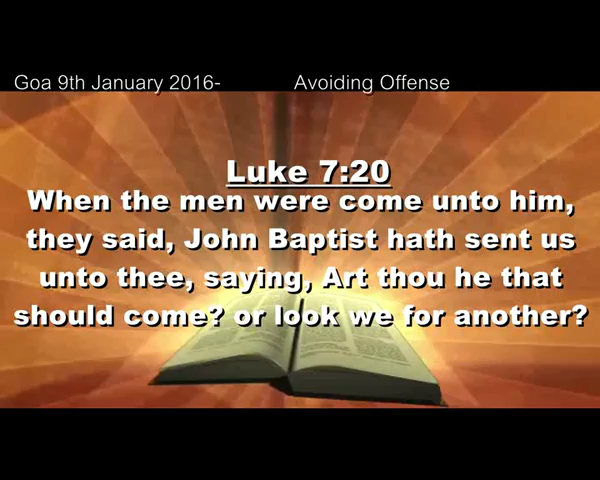 Goa 9th January 2016- Avoiding Offense
Luke 7:20
When the men were come unto him,
they said, John Baptist hath sent us
unto thee, saying, Art thou he that
should come? or look we for another?